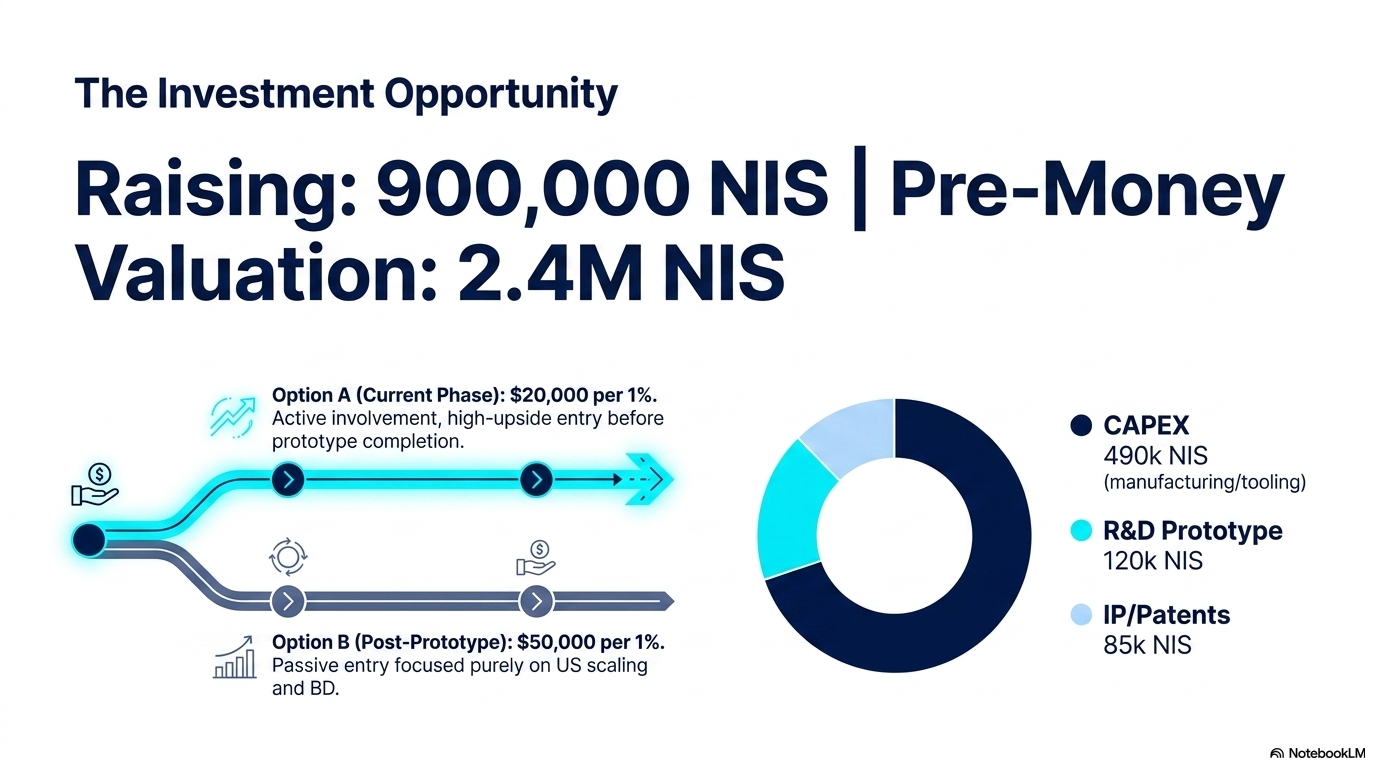 The Investment Opportunity
Raising: 900,000 NIS | Pre-Money
Valuation: 2.4M NIS
Option A (Current Phase): $20,000 per 1%.
Active involvement, high-upside entry before
prototype completion.
$
$
Option B (Post-Prototype): $50,000 per 1%.
Passive entry focused purely on US scaling
and BD.
CAPEX
490k NIS
(manufacturing/tooling)
R&D Prototype
120k NIS
IP/Patents
85k NIS
NotebookLM